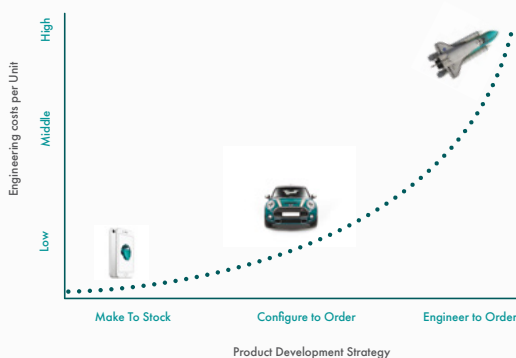 High
Middle
Low
Engineering costs per Unit
Make To Stock
Configure to Order
Engineer to Order
Product Development Strategy